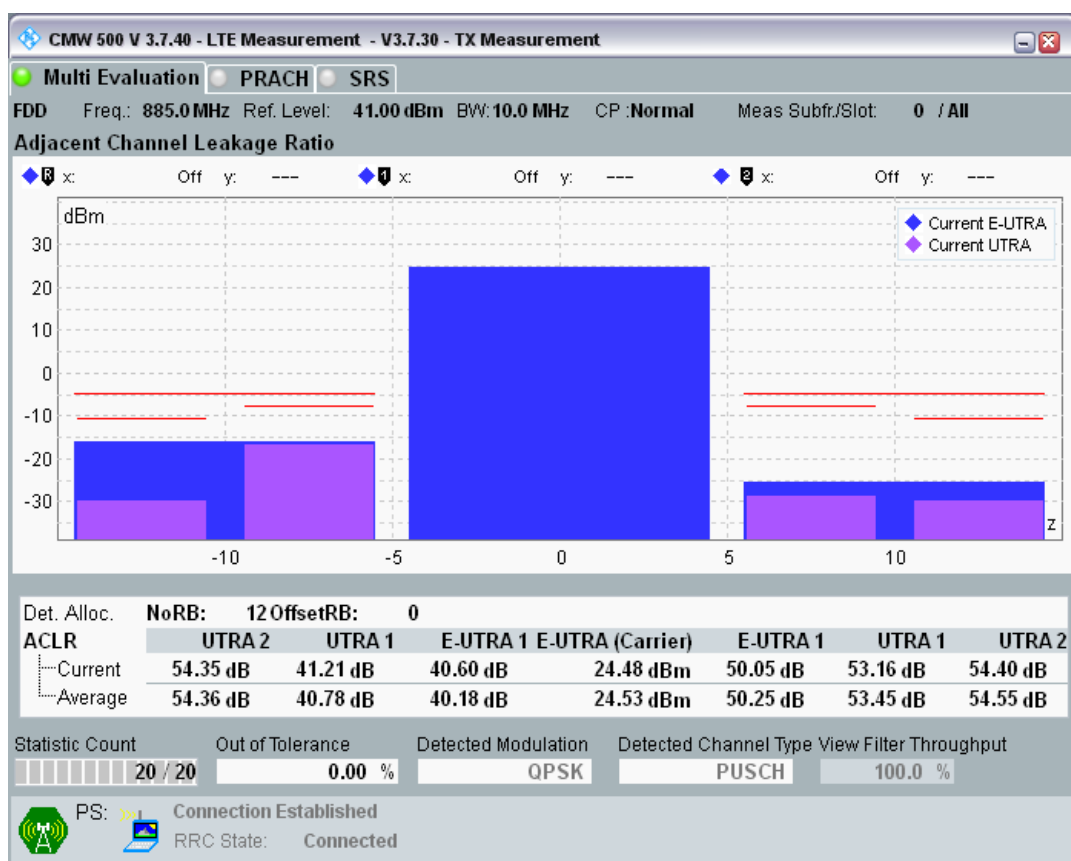 CMW 500 V 3.7.40 - LTE Measurement - V3.7.30 - TX Measurement
Multi Evaluation PRACH SRS
FDD Freq.: 885.0 MHz Ref. Level: 41.00 dBm BW: 10.0 MHz CP :Normal Meas Subfr./Slot: 0 / All
Adjacent Channel Leakage Ratio
R x: Off y: --- 1 x: Off y: --- 2 x: Off y: ---
dBm
Current E-UTRA
Current UTRA
30
20
10
0
-10
-20
-30
z
-10 -5 0 5 10
Det. Alloc. NoRB: 12 OffsetRB: 0
ACLR UTRA 2 UTRA 1 E-UTRA 1 E-UTRA (Carrier) E-UTRA 1 UTRA 1 UTRA 2
Current 54.35 dB 41.21 dB 40.60 dB 24.48 dBm 50.05 dB 53.16 dB 54.40 dB
Average 54.36 dB 40.78 dB 40.18 dB 24.53 dBm 50.25 dB 53.45 dB 54.55 dB
Statistic Count Out of Tolerance Detected Modulation Detected Channel Type View Filter Throughput
20 / 20 0.00 % QPSK PUSCH 100.0 %
PS: Connection Established
RRC State: Connected